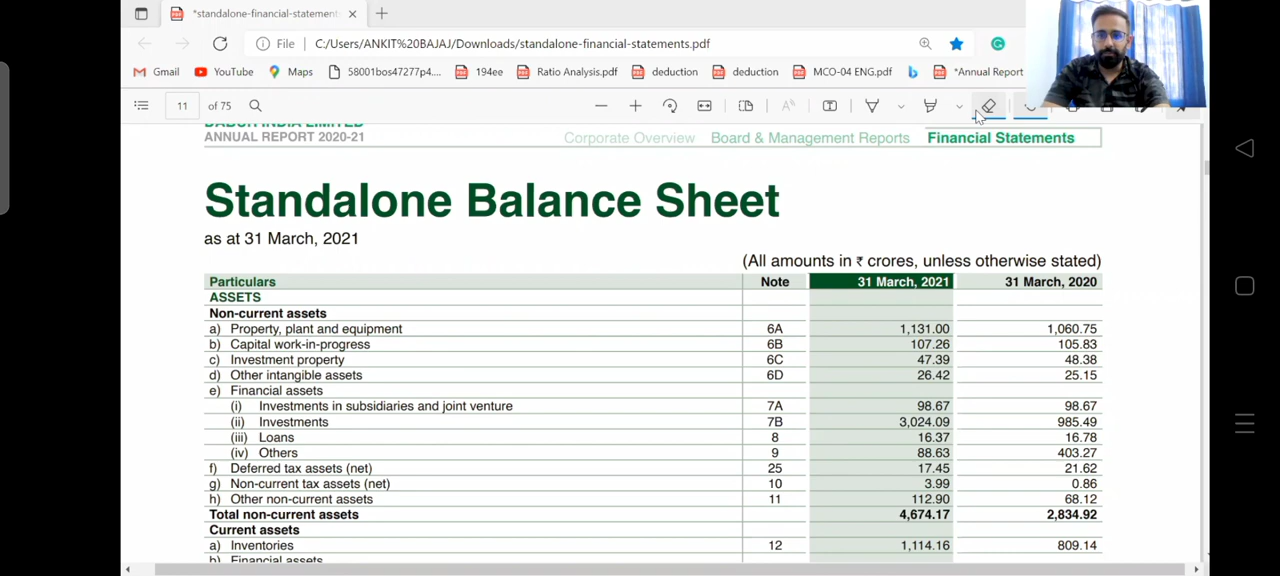 *standalone-financial-statement
File C:/Users/ANKIT%20BAJAJ/Downloads/standalone-financial-statements.pdf
Gmail YouTube Maps 58001bos47277p4.... 194ee Ratio Analysis.pdf deduction deduction MCO-04 ENG.pdf *Annual Report
11 of 75
DABUR INDIA LIMITED
ANNUAL REPORT 2020-21 Corporate Overview Board & Management Reports Financial Statements
Standalone Balance Sheet
as at 31 March, 2021
(All amounts in ₹ crores, unless otherwise stated)
Particulars Note 31 March, 2021 31 March, 2020
ASSETS
Non-current assets
a) Property, plant and equipment 6A 1,131.00 1,060.75
b) Capital work-in-progress 6B 107.26 105.83
c) Investment property 6C 47.39 48.38
d) Other intangible assets 6D 26.42 25.15
e) Financial assets
(i) Investments in subsidiaries and joint venture 7A 98.67 98.67
(ii) Investments 7B 3,024.09 985.49
(iii) Loans 8 16.37 16.78
(iv) Others 9 88.63 403.27
f) Deferred tax assets (net) 25 17.45 21.62
g) Non-current tax assets (net) 10 3.99 0.86
h) Other non-current assets 11 112.90 68.12
Total non-current assets 4,674.17 2,834.92
Current assets
a) Inventories 12 1,114.16 809.14
b) Financial assets